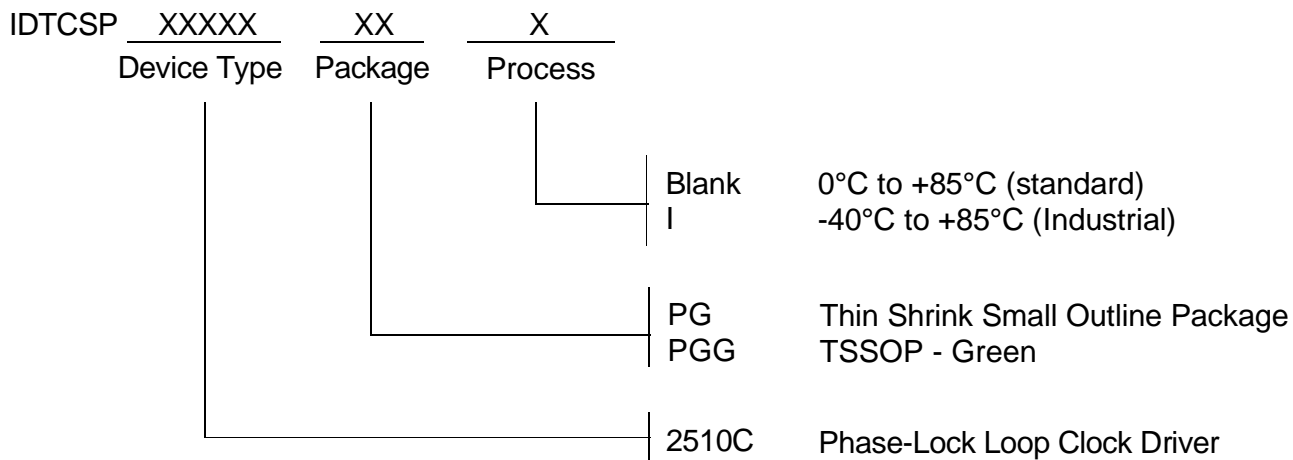 IDTCSP XXXXX XX X
Device Type Package Process
Blank 0°C to +85°C (standard)
I -40°C to +85°C (Industrial)
PG Thin Shrink Small Outline Package
PGG TSSOP - Green
2510C Phase-Lock Loop Clock Driver